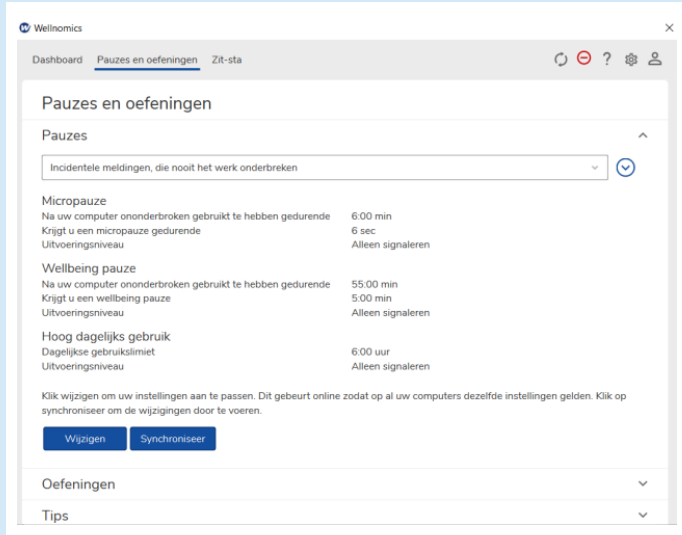 Wellnomics
Dashboard Pauzes en oefeningen Zit-sta
Pauzes en oefeningen
Pauzes
Incidentele meldingen, die nooit het werk onderbreken
Micropauze
Na uw computer ononderbroken gebruikt te hebben gedurende 6:00 min
Krijgt u een micropauze gedurende 6 sec
Uitvoeringsniveau Alleen signaleren
Wellbeing pauze
Na uw computer ononderbroken gebruikt te hebben gedurende 55:00 min
Krijgt u een wellbeing pauze 5:00 min
Uitvoeringsniveau Alleen signaleren
Hoog dagelijks gebruik
Dagelijkse gebruikslimiet 6:00 uur
Uitvoeringsniveau Alleen signaleren
Klik wijzigen om uw instellingen aan te passen. Dit gebeurt online zodat op al uw computers dezelfde instellingen gelden. Klik op
synchroniseer om de wijzigingen door te voeren.
Wijzigen Synchroniseer
Oefeningen
Tips